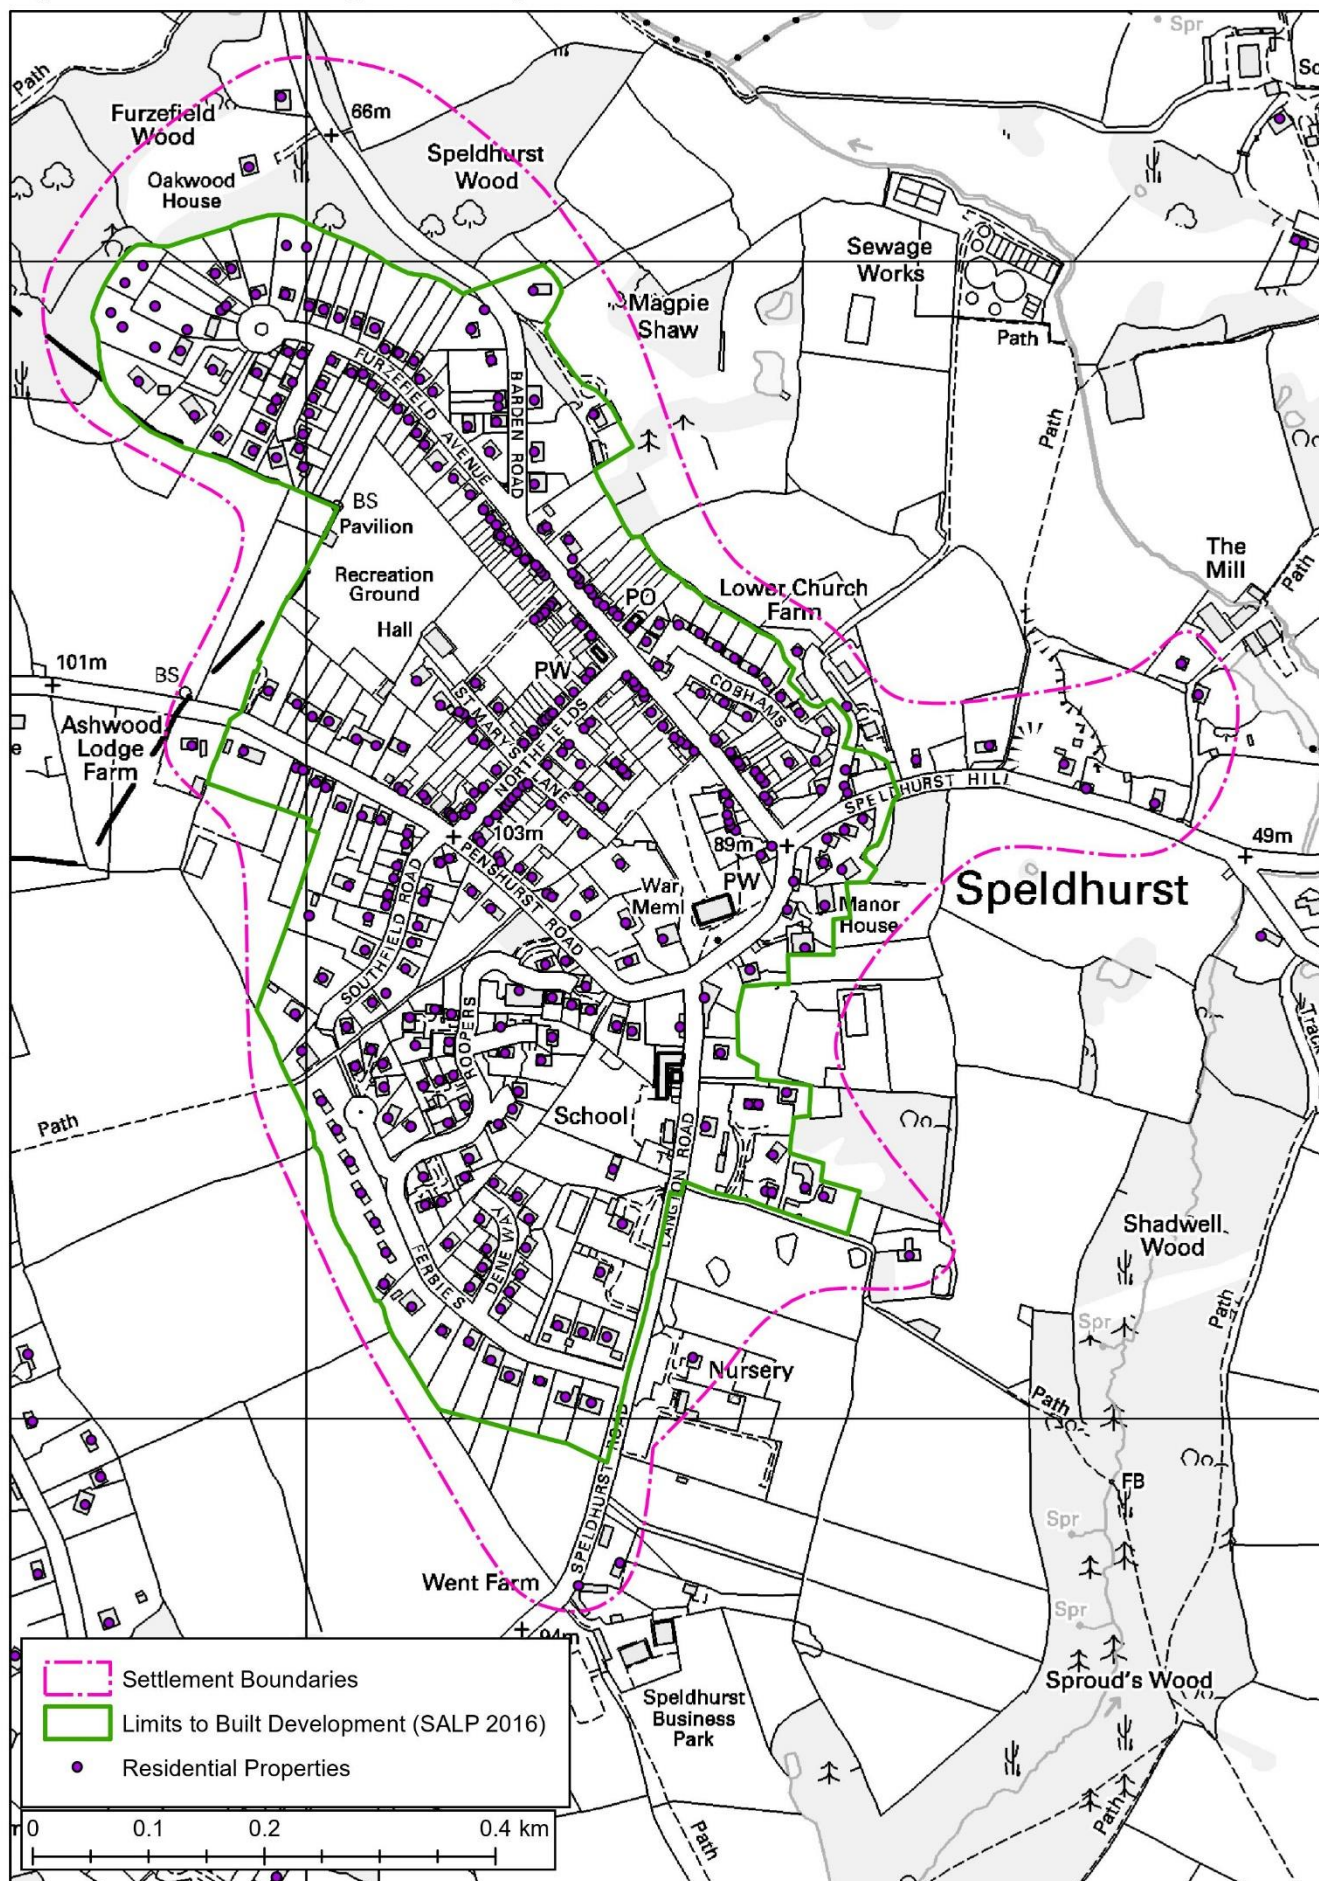 Spr
Path
So
Furzefield
Wood
66m
Speldhurst
Wood
Oakwood
House
Sewage
Works
Magpie
Shaw
Path
FURZEFIELD AVENUE
BARDEN ROAD
Path
BS
Pavilion
The
Mill
Path
Recreation
Ground
Lower Church
Farm
PO
Hall
101m
BS
PW
COBHAMS
ST MARY'S LANE
NORTHFIELDS
Ashwood
Lodge
Farm
e
SPELDHURST HILL
103m
89m
49m
PENSHURST ROAD
War
Meml
PW
Speldhurst
Manor
House
SOUTHFIELD ROAD
ROOPERS
Track
School
Path
LANGTON ROAD
Shadwell
Wood
DENE WAY
FERBIES
Path
Spr
Nursery
Path
SPELDHURST ROAD
FB
Spr
Went Farm
Spr
94m
Sproud's Wood
Speldhurst
Business
Park
Path
Path
Settlement Boundaries
Limits to Built Development (SALP 2016)
Residential Properties
0 0.1 0.2 0.4 km